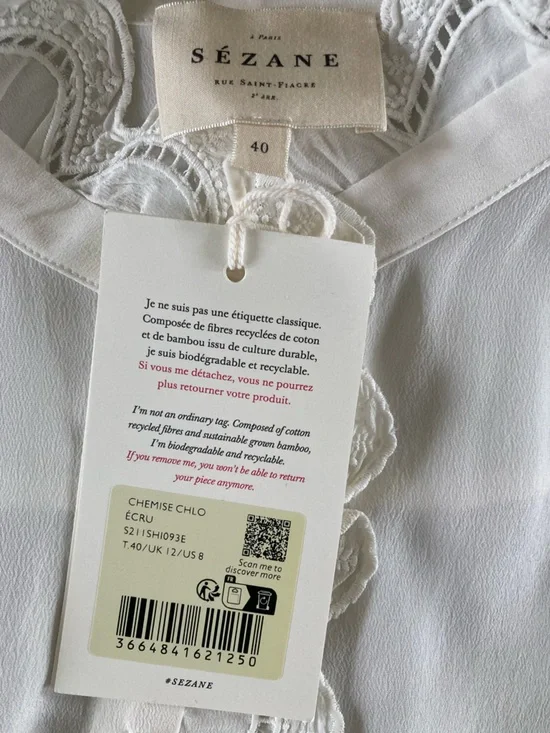 à Paris
SÉZANE
RUE SAINT-FIACRE
2e ARR.
40
Je ne suis pas une étiquette classique.
Composée de fibres recyclées de coton
et de bambou issu de culture durable,
je suis biodégradable et recyclable.
Si vous me détachez, vous ne pourrez
plus retourner votre produit.
I'm not an ordinary tag. Composed of cotton
recycled fibres and sustainable grown bamboo,
I'm biodegradable and recyclable.
If you remove me, you won't be able to return
your piece anymore.
CHEMISE CHLO
ÉCRU
S211SHI093E
T.40/UK 12/US 8
Scan me to
discover more
FR
3664841621250
#SEZANE